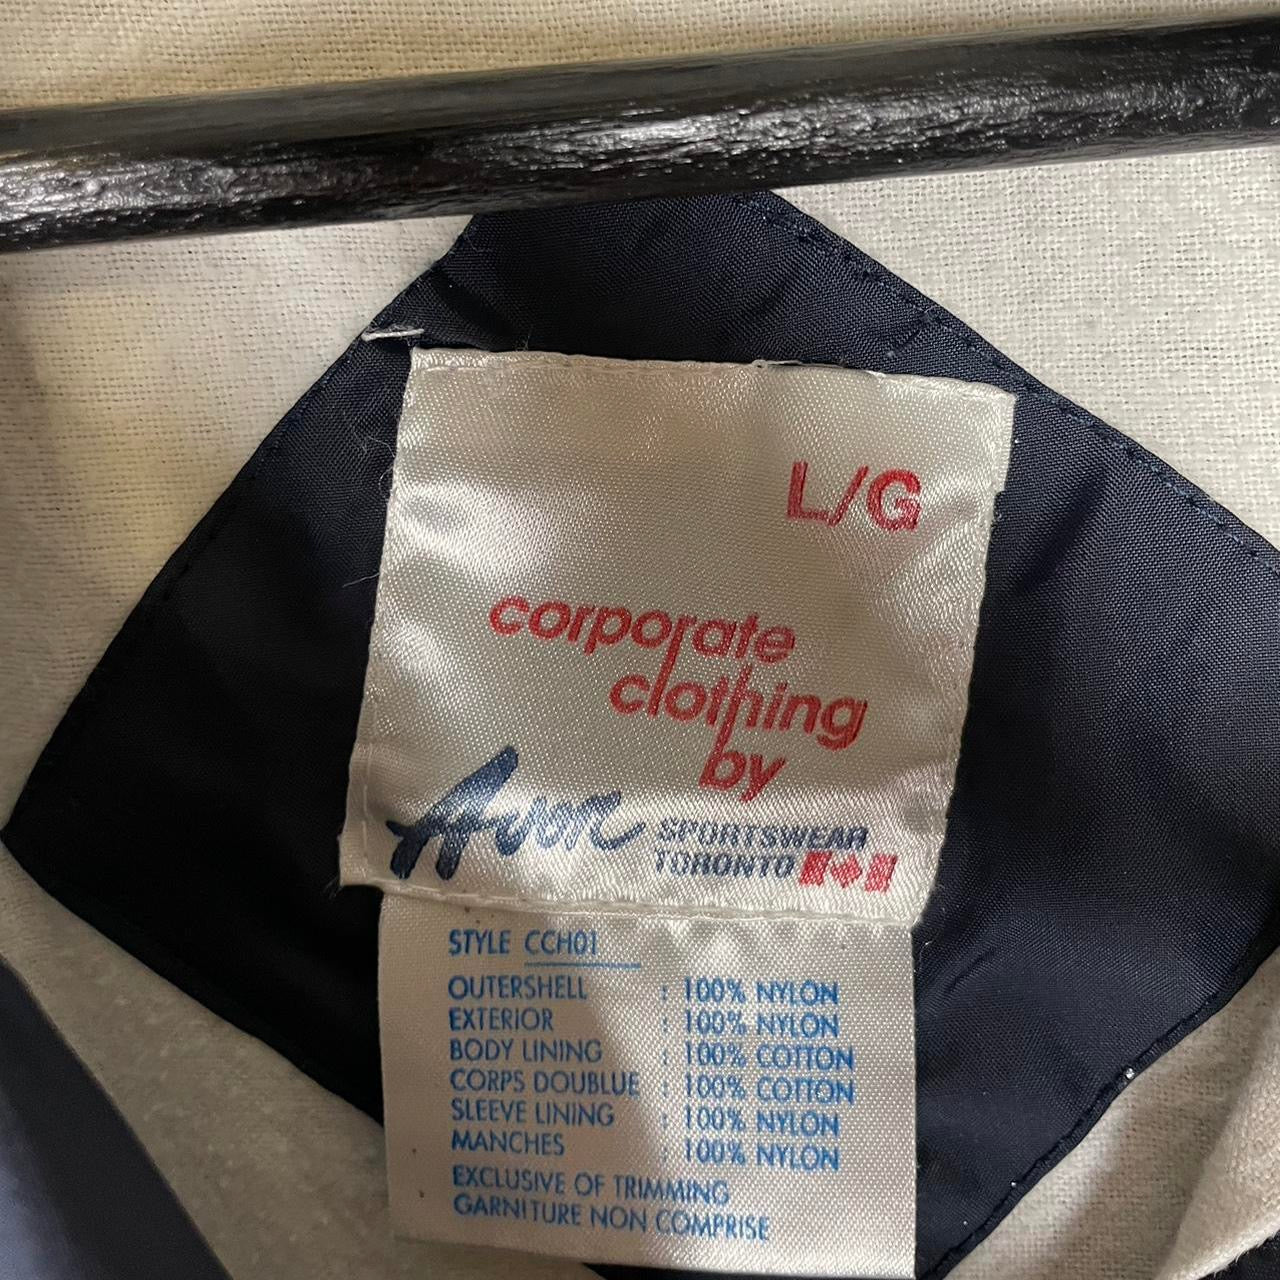 L/G
corporate
clothing
by
Avon SPORTSWEAR
TORONTO
STYLE CCH01
OUTERSHELL : 100% NYLON
EXTERIOR : 100% NYLON
BODY LINING : 100% COTTON
CORPS DOUBLUE : 100% COTTON
SLEEVE LINING : 100% NYLON
MANCHES : 100% NYLON
EXCLUSIVE OF TRIMMING
GARNITURE NON COMPRISE